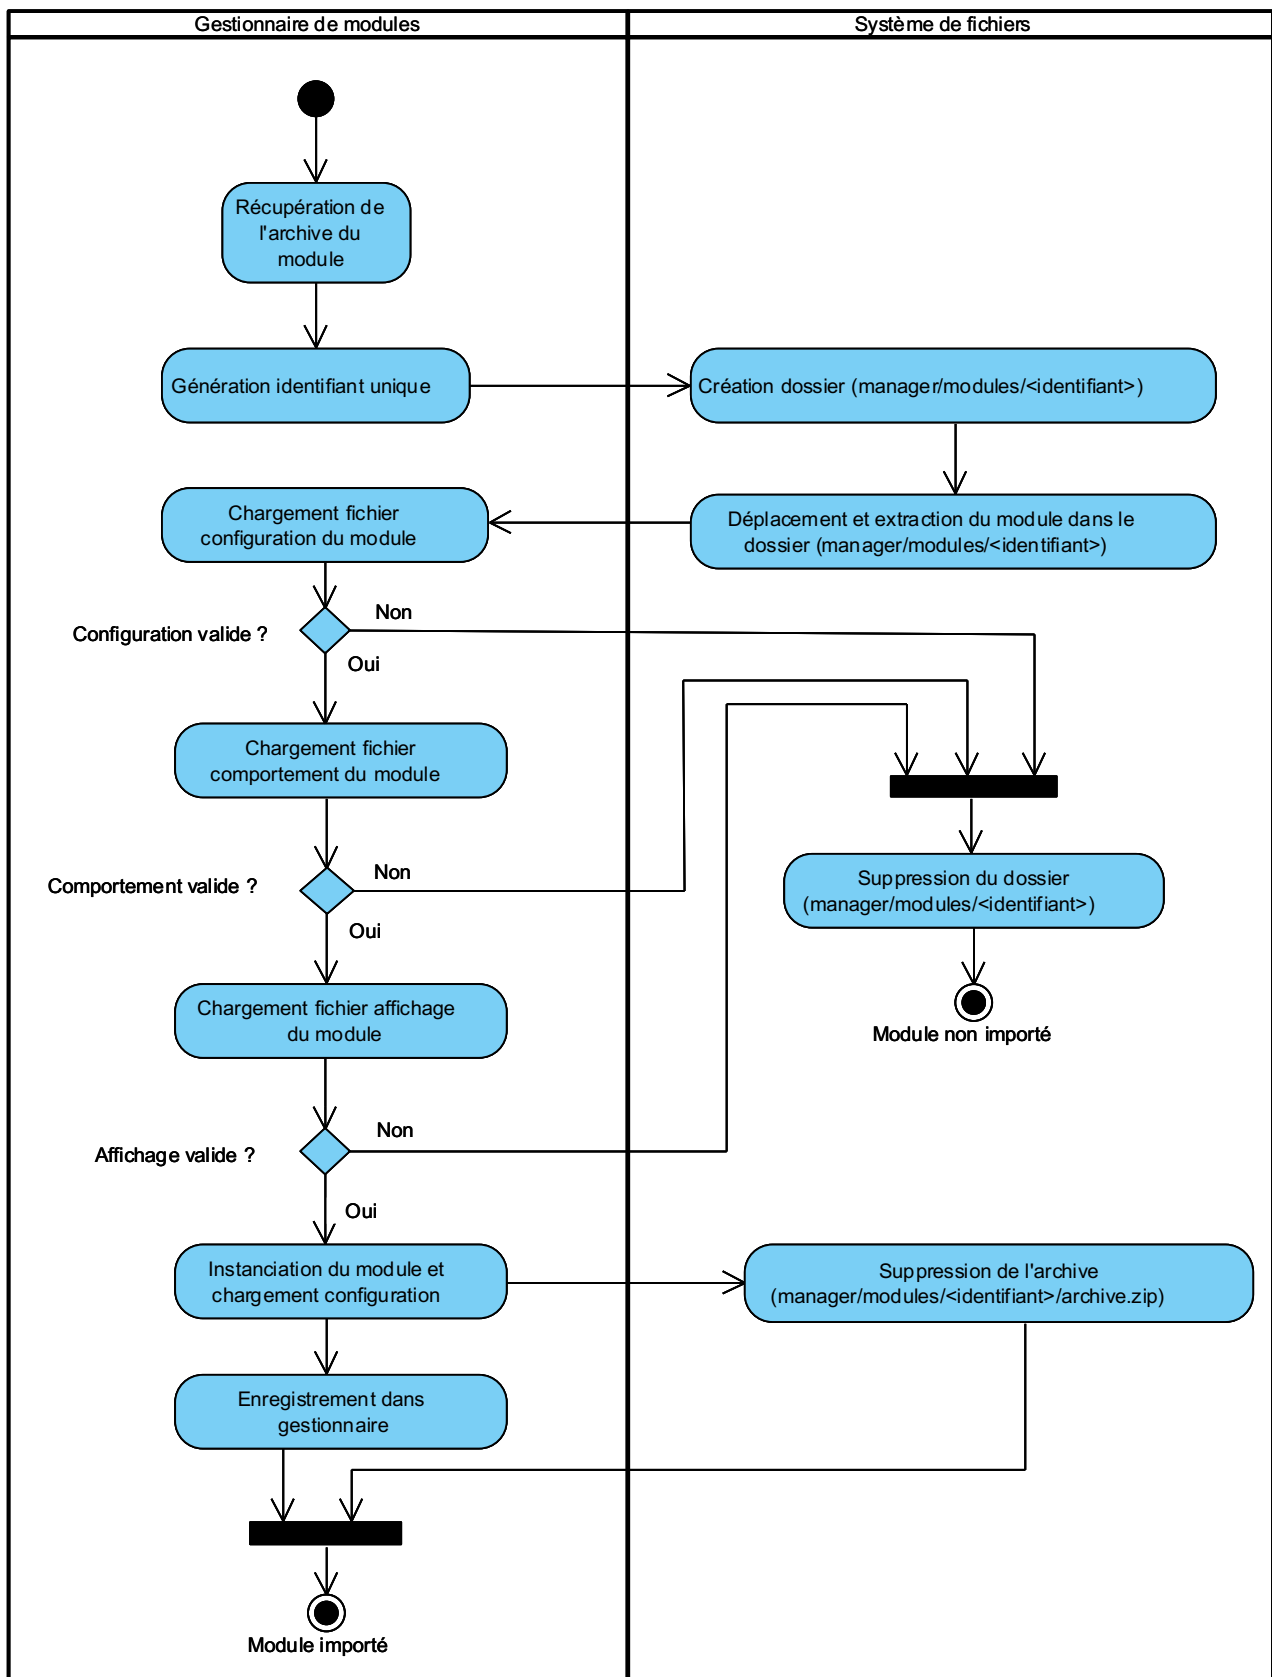 Gestionnaire de modules
Système de fichiers
Récupération de
l'archive du
module
Génération identifiant unique
Création dossier (manager/modules/<identifiant>)
Chargement fichier
configuration du module
Déplacement et extraction du module dans le
dossier (manager/modules/<identifiant>)
Non
Configuration valide ?
Oui
Chargement fichier
comportement du module
Non
Comportement valide ?
Oui
Suppression du dossier
(manager/modules/<identifiant>)
Chargement fichier affichage
du module
Module non importé
Non
Affichage valide ?
Oui
Instanciation du module et
chargement configuration
Suppression de l'archive
(manager/modules/<identifiant>/archive.zip)
Enregistrement dans
gestionnaire
Module importé